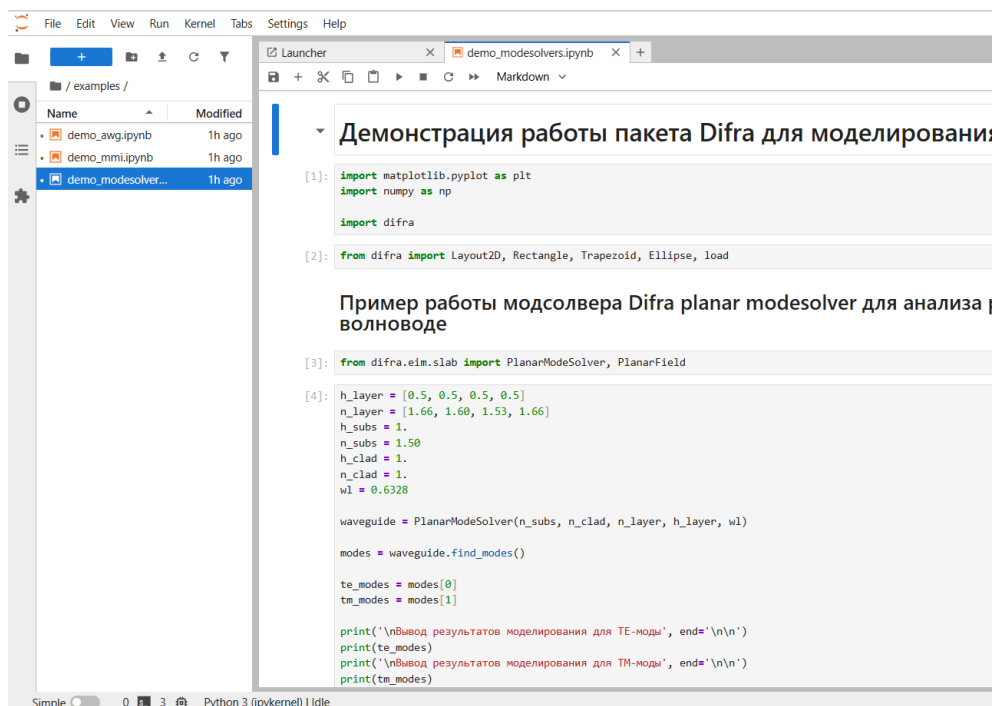 File Edit View Run Kernel Tabs Settings Help
+
/ examples /
Name Modified
demo_awg.ipynb 1h ago
demo_mmi.ipynb 1h ago
demo_modesolver... 1h ago
Launcher × demo_modesolvers.ipynb × +
Markdown
Демонстрация работы пакета Difra для моделирования
[1]: import matplotlib.pyplot as plt
import numpy as np
import difra
[2]: from difra import Layout2D, Rectangle, Trapezoid, Ellipse, load
Пример работы модсолвера Difra planar modesolver для анализа
волноводе
[3]: from difra.eim.slab import PlanarModeSolver, PlanarField
[4]: h_layer = [0.5, 0.5, 0.5, 0.5]
n_layer = [1.66, 1.60, 1.53, 1.66]
h_subs = 1.
n_subs = 1.50
h_clad = 1.
n_clad = 1.
wl = 0.6328
waveguide = PlanarModeSolver(n_subs, n_clad, n_layer, h_layer, wl)
modes = waveguide.find_modes()
te_modes = modes[0]
tm_modes = modes[1]
print('\nВывод результатов моделирования для TE-моды', end='\n\n')
print(te_modes)
print('\nВывод результатов моделирования для TM-моды', end='\n\n')
print(tm_modes)
Simple 0 3 Python 3 (ipykernel) | Idle